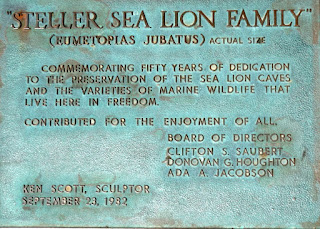 "STELLER SEA LION FAMILY"
(EUMETOPIAS JUBATUS) ACTUAL SIZE
COMMEMORATING FIFTY YEARS OF DEDICATION
TO THE PRESERVATION OF THE SEA LION CAVES
AND THE VARIETIES OF MARINE WILDLIFE THAT
LIVE HERE IN FREEDOM.
CONTRIBUTED FOR THE ENJOYMENT OF ALL.
BOARD OF DIRECTORS
CLIFTON S. SAUBERT
DONOVAN G. HOUGHTON
ADA A. JACOBSON
KEN SCOTT, SCULPTOR
SEPTEMBER 23, 1982